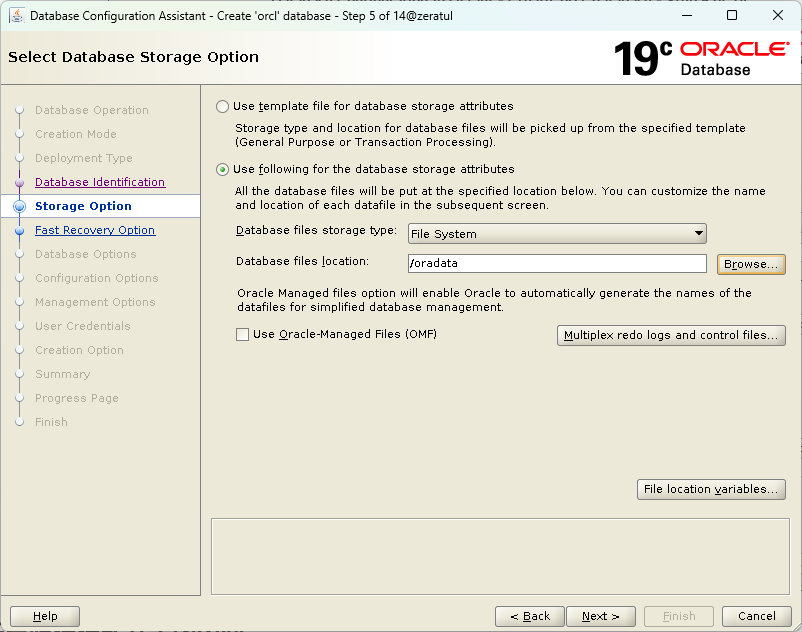 Database Configuration Assistant - Create 'orcl' database - Step 5 of 14@zeratul
Select Database Storage Option
19c ORACLE
Database
Database Operation
Creation Mode
Deployment Type
Database Identification
Storage Option
Fast Recovery Option
Database Options
Configuration Options
Management Options
User Credentials
Creation Option
Summary
Progress Page
Finish
Use template file for database storage attributes
Storage type and location for database files will be picked up from the specified template
(General Purpose or Transaction Processing).
Use following for the database storage attributes
All the database files will be put at the specified location below. You can customize the name
and location of each datafile in the subsequent screen.
Database files storage type: File System
Database files location: /oradata Browse...
Oracle Managed files option will enable Oracle to automatically generate the names of the
datafiles for simplified database management.
Use Oracle-Managed Files (OMF) Multiplex redo logs and control files...
File location variables...
Help < Back Next > Finish Cancel